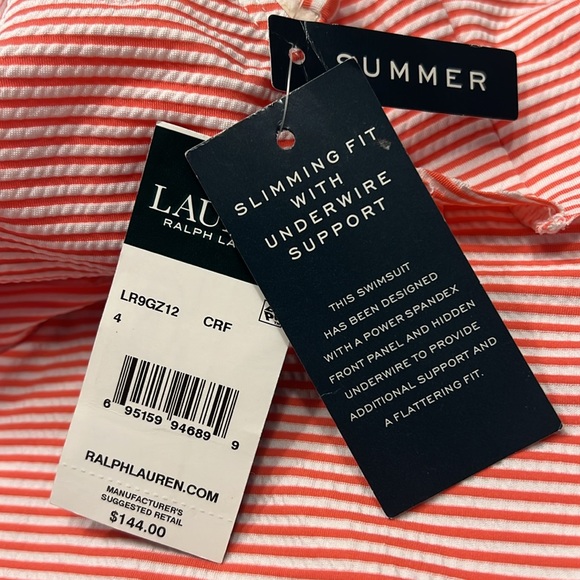 SUMMER
SLIMMING FIT
WITH
UNDERWIRE
SUPPORT
THIS SWIMSUIT
HAS BEEN DESIGNED
WITH A POWER SPANDEX
FRONT PANEL AND HIDDEN
UNDERWIRE TO PROVIDE
ADDITIONAL SUPPORT AND
A FLATTERING FIT.
LAU
RALPH LA
LR9GZ12 CRF
4
6 95159 94689 9
RALPHLAUREN.COM
MANUFACTURER'S
SUGGESTED RETAIL
$144.00